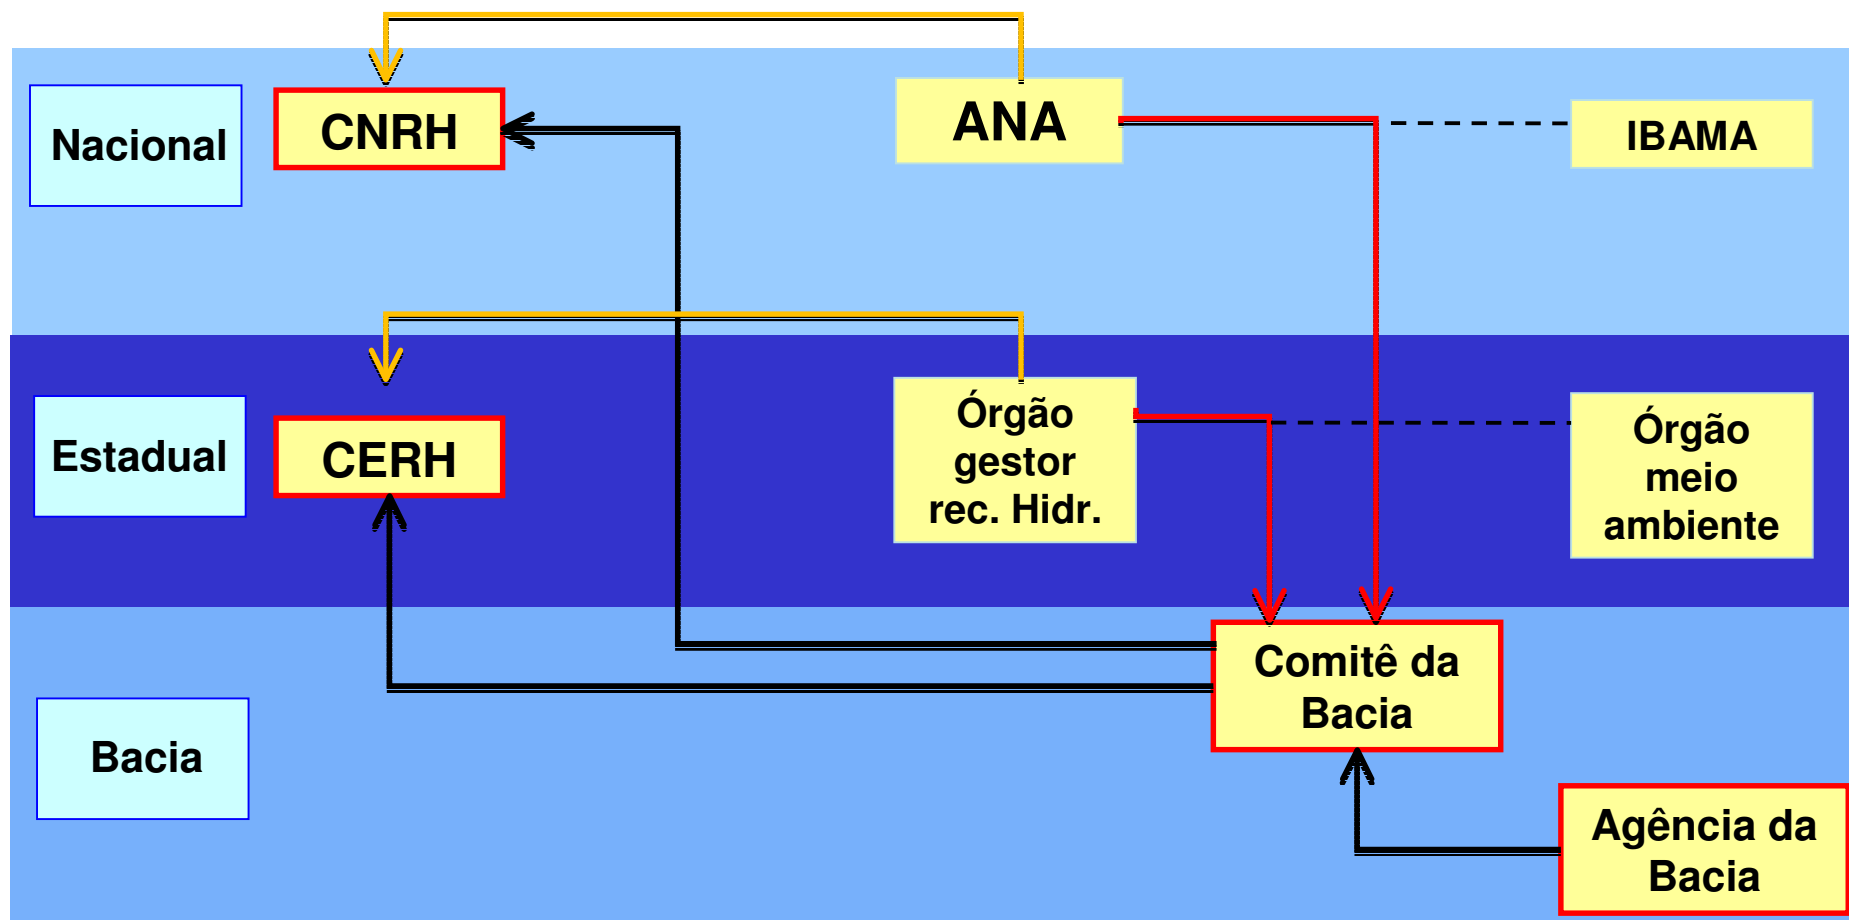 Nacional
CNRH
ANA
IBAMA
Estadual
CERH
Órgão
gestor
rec. Hidr.
Órgão
meio
ambiente
Bacia
Comitê da
Bacia
Agência da
Bacia